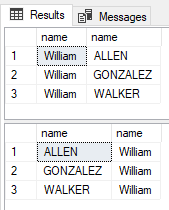 Results Messages
name name
1 William ALLEN
2 William GONZALEZ
3 William WALKER
name name
1 ALLEN William
2 GONZALEZ William
3 WALKER William